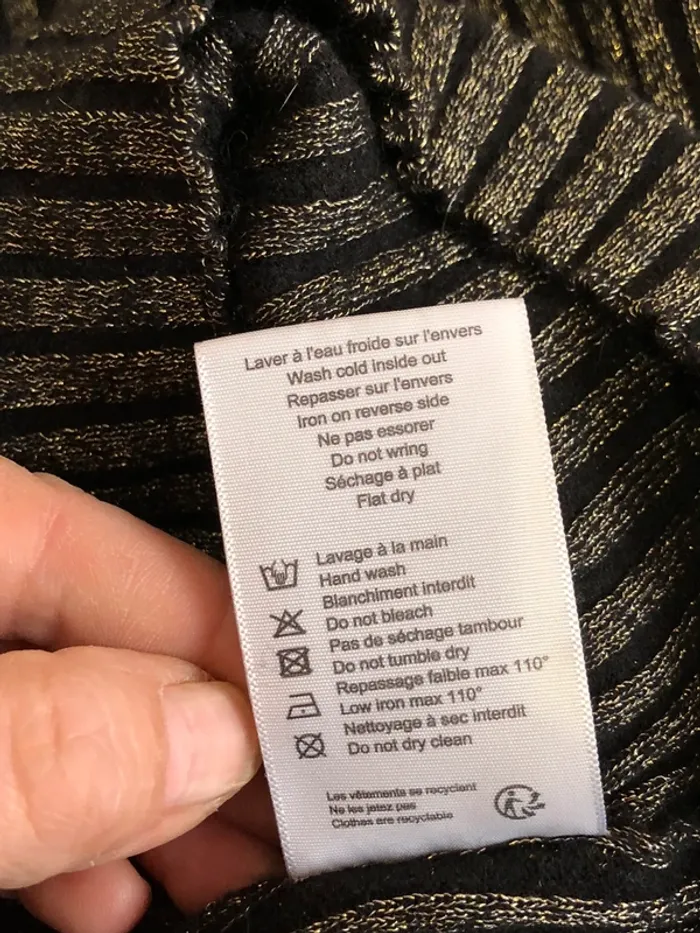 Laver à l'eau froide sur l'envers
Wash cold inside out
Repasser sur l'envers
Iron on reverse side
Ne pas essorer
Do not wring
Séchage à plat
Flat dry
Lavage à la main
Hand wash
Blanchiment interdit
Do not bleach
Pas de séchage tambour
Do not tumble dry
Repassage faible max 110°
Low iron max 110°
Nettoyage à sec interdit
Do not dry clean
Les vêtements se recyclent
Ne les jetez pas
Clothes are recyclable